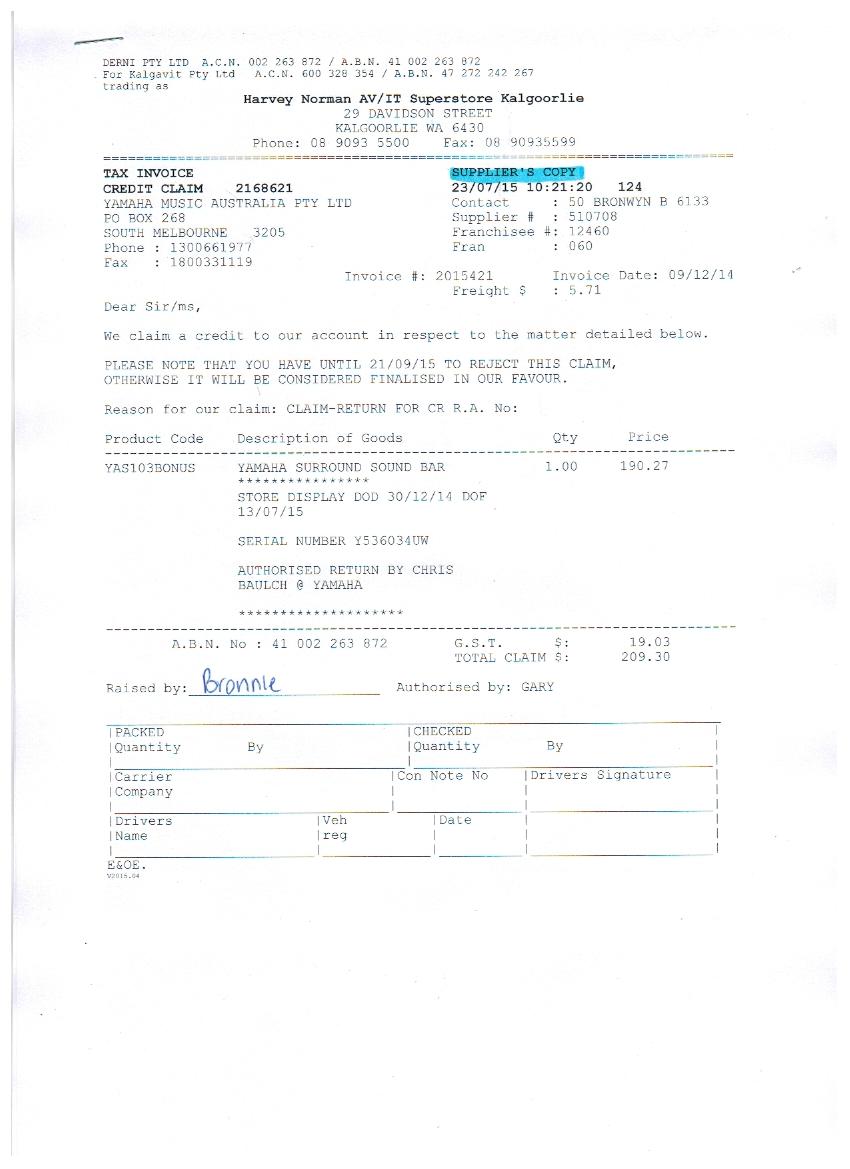 DERNI PTY LTD A.C.N. 002 263 872 / A.B.N. 41 002 263 872
For Kalgavit Pty Ltd A.C.N. 600 328 354 / A.B.N. 47 272 242 267
trading as
Harvey Norman AV/IT Superstore Kalgoorlie
29 DAVIDSON STREET
KALGOORLIE WA 6430
Phone: 08 9093 5500 Fax: 08 90935599
TAX INVOICE SUPPLIER'S COPY
CREDIT CLAIM 2168621 23/07/15 10:21:20 124
YAMAHA MUSIC AUSTRALIA PTY LTD Contact : 50 BRONWYN B 6133
PO BOX 268 Supplier # : 510708
SOUTH MELBOURNE 3205 Franchisee #: 12460
Phone : 1300661977 Fran : 060
Fax : 1800331119
Invoice #: 2015421 Invoice Date: 09/12/14
Freight $ : 5.71
Dear Sir/ms,
We claim a credit to our account in respect to the matter detailed below.
PLEASE NOTE THAT YOU HAVE UNTIL 21/09/15 TO REJECT THIS CLAIM,
OTHERWISE IT WILL BE CONSIDERED FINALISED IN OUR FAVOUR.
Reason for our claim: CLAIM-RETURN FOR CR R.A. No:
Product Code Description of Goods Qty Price
YAS103BONUS YAMAHA SURROUND SOUND BAR 1.00 190.27
****************
STORE DISPLAY DOD 30/12/14 DOF
13/07/15
SERIAL NUMBER Y536034UW
AUTHORISED RETURN BY CHRIS
BAULCH @ YAMAHA
********************
A.B.N. No : 41 002 263 872 G.S.T. $: 19.03
TOTAL CLAIM $: 209.30
Raised by: Bronnie Authorised by: GARY
PACKED CHECKED
Quantity By Quantity By
Carrier Con Note No Drivers Signature
Company
Drivers Veh Date
Name reg
E&OE.
V2015.04